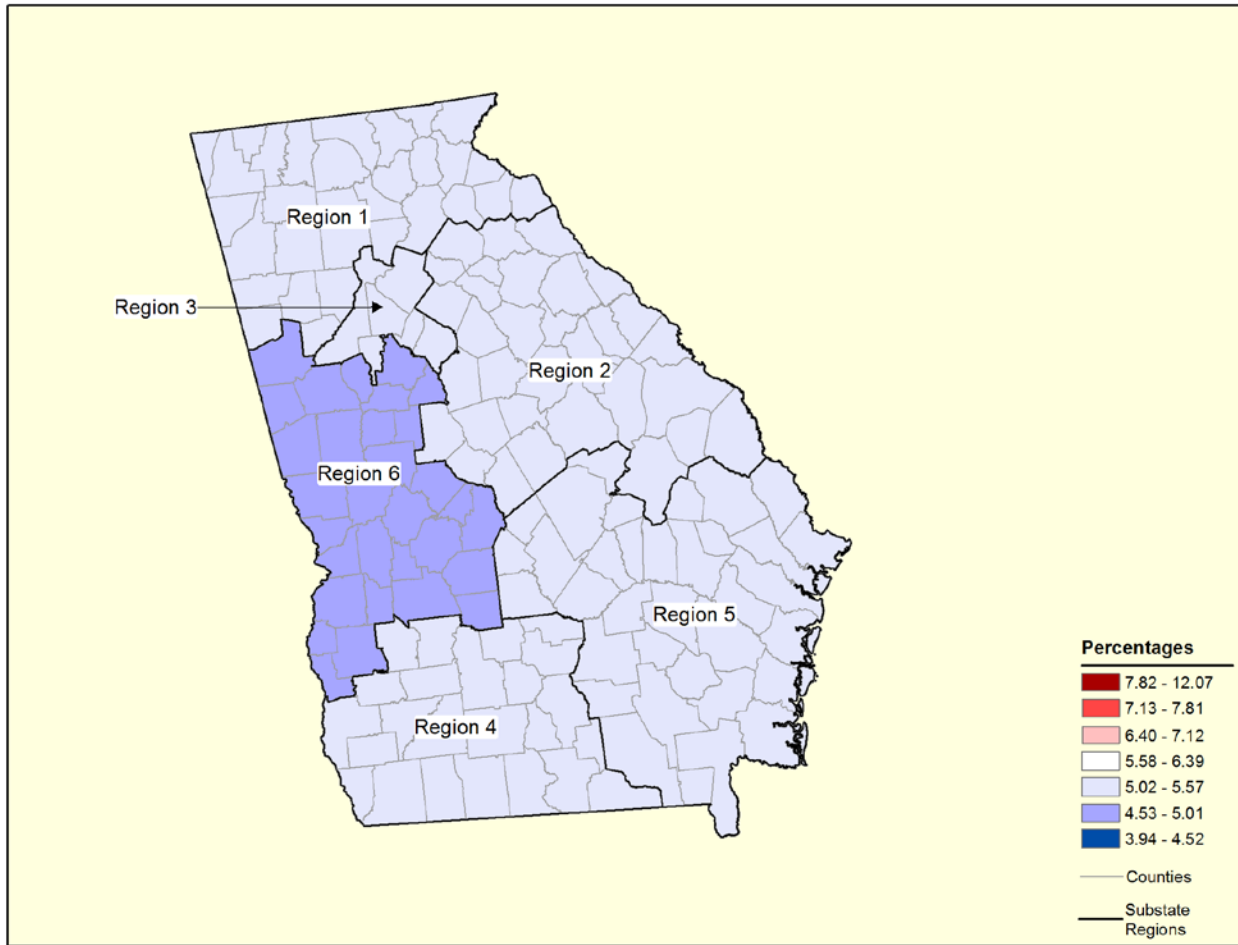 Region 1
Region 3
Region 2
Region 6
Region 5
Region 4
Percentages
7.82 - 12.07
7.13 - 7.81
6.40 - 7.12
5.58 - 6.39
5.02 - 5.57
4.53 - 5.01
3.94 - 4.52
Counties
Substate
Regions